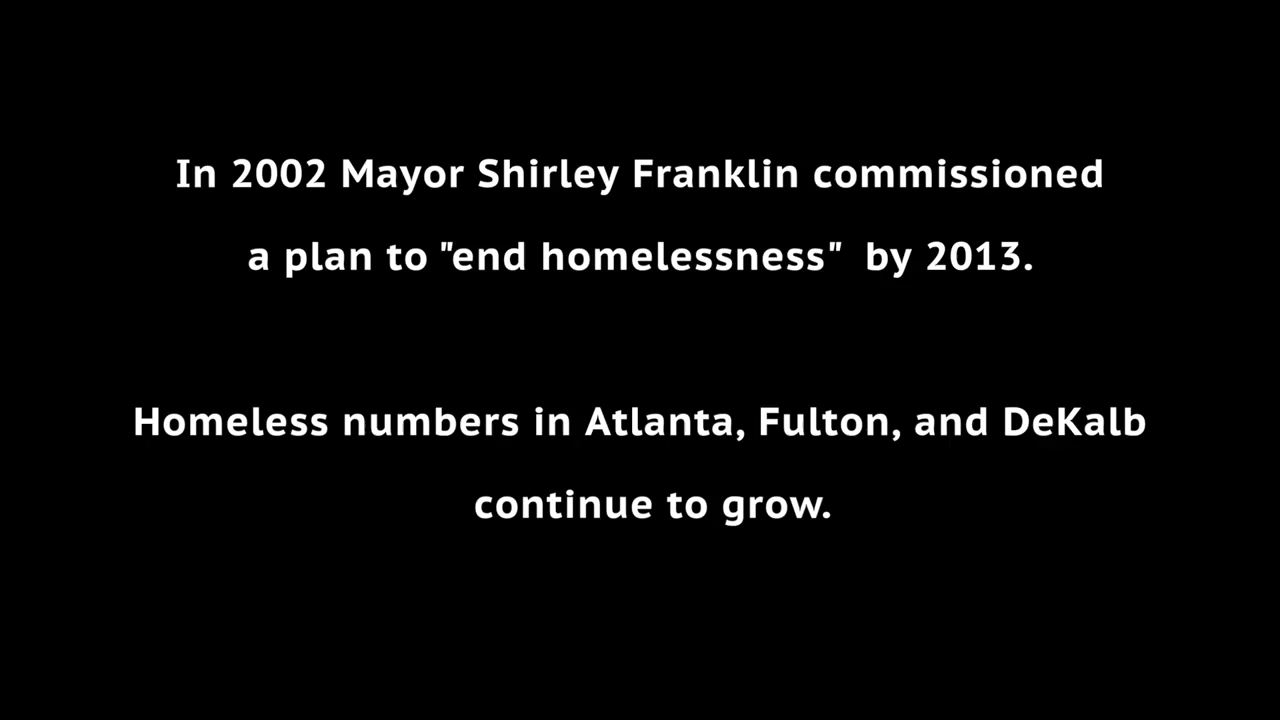 In 2002 Mayor Shirley Franklin commissioned
a plan to "end homelessness"  by 2013.
Homeless numbers in Atlanta, Fulton, and DeKalb
continue to grow.